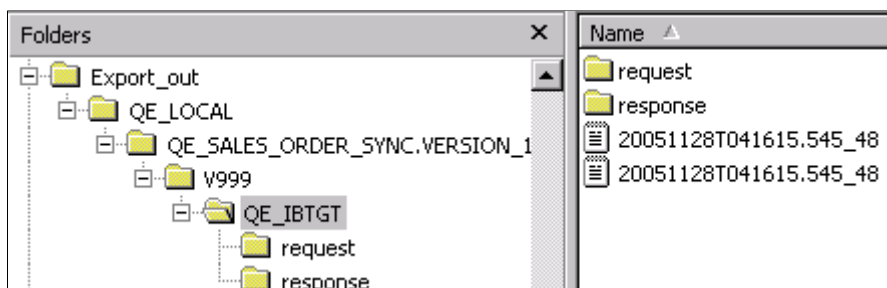 Folders
Export_out
QE_LOCAL
QE_SALES_ORDER_SYNC.VERSION_1
V999
QE_IBTGT
request
response
Name
request
response
20051128T041615.545_48
20051128T041615.545_48